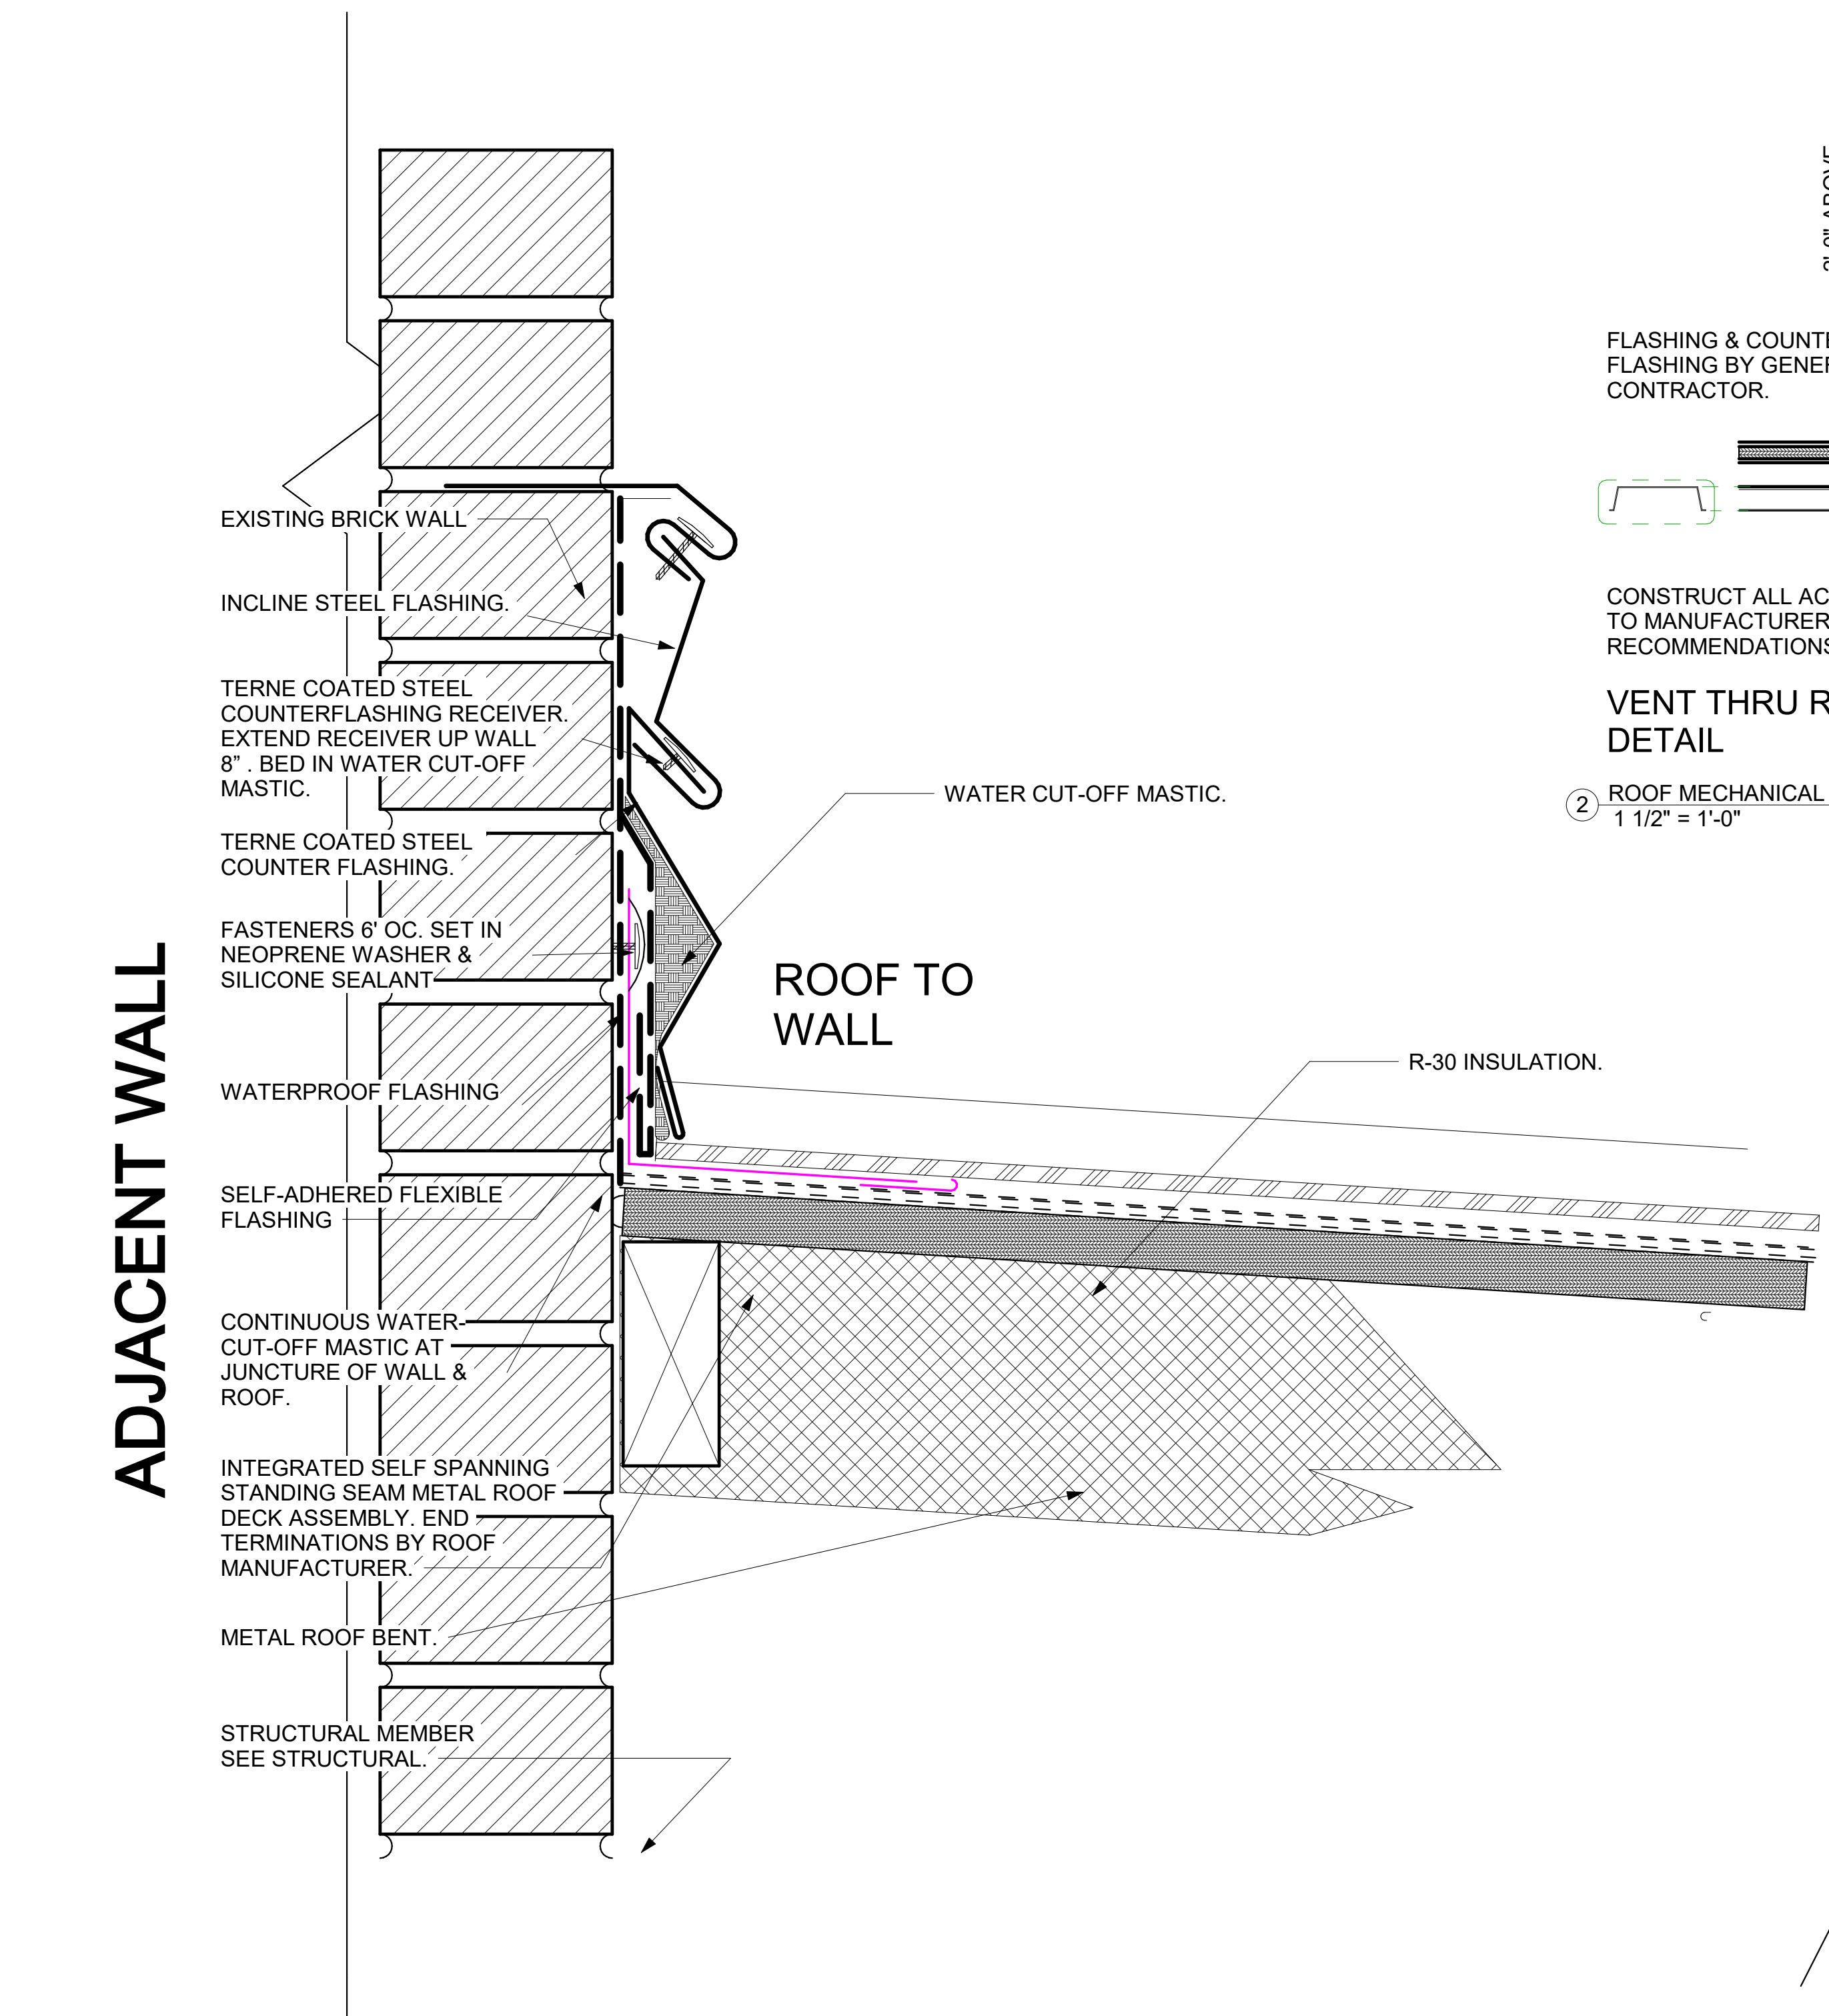 EXISTING BRICK WALL
INCLINE STEEL FLASHING.
TERNE COATED STEEL
COUNTERFLASHING RECEIVER.
EXTEND RECEIVER UP WALL
8” . BED IN WATER CUT-OFF
MASTIC.
TERNE COATED STEEL
COUNTER FLASHING.
FASTENERS 6' OC. SET IN
NEOPRENE WASHER &
SILICONE SEALANT
WATERPROOF FLASHING
SELF-ADHERED FLEXIBLE
FLASHING
CONTINUOUS WATER-
CUT-OFF MASTIC AT
JUNCTURE OF WALL &
ROOF.
INTEGRATED SELF SPANNING
STANDING SEAM METAL ROOF
DECK ASSEMBLY. END
TERMINATIONS BY ROOF
MANUFACTURER.
METAL ROOF BENT.
STRUCTURAL MEMBER
SEE STRUCTURAL.
ADJACENT WALL
WATER CUT-OFF MASTIC.
ROOF TO
WALL
R-30 INSULATION.
FLASHING & COUNTE
FLASHING BY GENER
CONTRACTOR.
CONSTRUCT ALL AC
TO MANUFACTURER
RECOMMENDATIONS
VENT THRU R
DETAIL
2
ROOF MECHANICAL
1 1/2" = 1'-0"